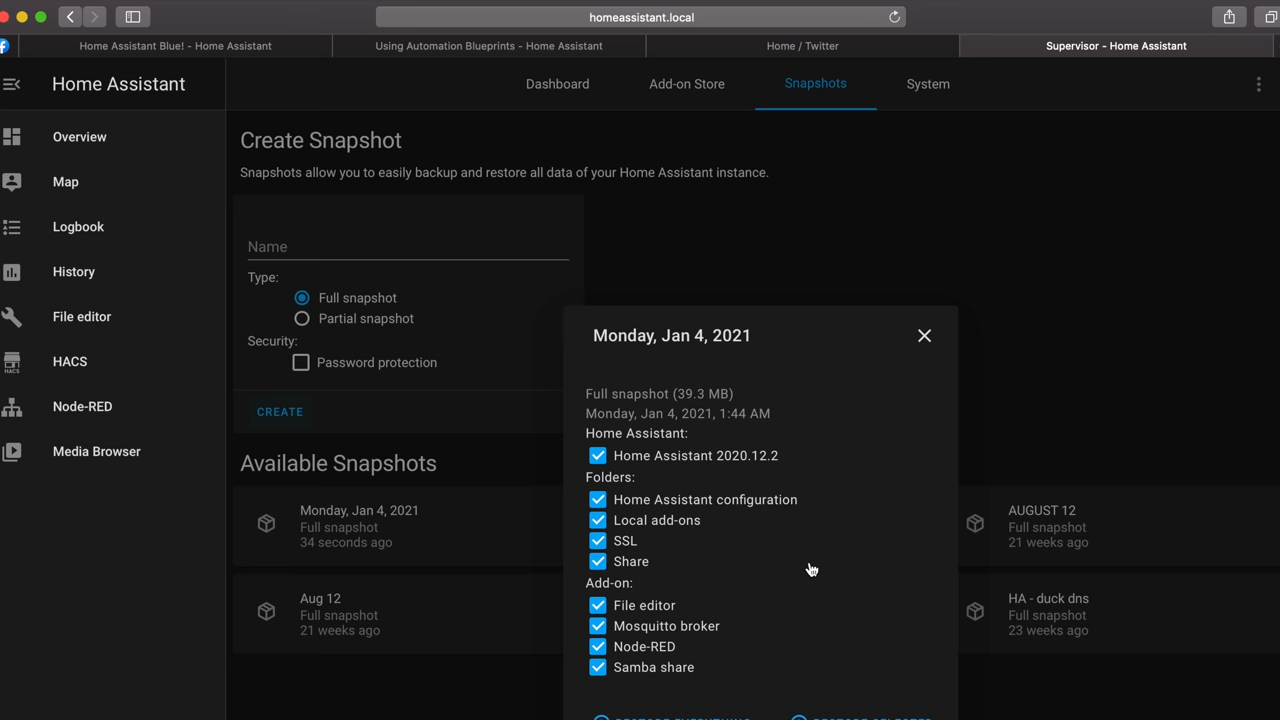 homeassistant.local
Home Assistant Blue! - Home Assistant
Using Automation Blueprints - Home Assistant
Home / Twitter
Supervisor - Home Assistant
Home Assistant
Dashboard
Add-on Store
Snapshots
System
Overview
Map
Logbook
History
File editor
HACS
HACS
Node-RED
Media Browser
Create Snapshot
Snapshots allow you to easily backup and restore all data of your Home Assistant instance.
Name
Type:
Full snapshot
Partial snapshot
Security:
Password protection
CREATE
Available Snapshots
Monday, Jan 4, 2021
Full snapshot
34 seconds ago
AUGUST 12
Full snapshot
21 weeks ago
Aug 12
Full snapshot
21 weeks ago
HA - duck dns
Full snapshot
23 weeks ago
Monday, Jan 4, 2021
Full snapshot (39.3 MB)
Monday, Jan 4, 2021, 1:44 AM
Home Assistant:
Home Assistant 2020.12.2
Folders:
Home Assistant configuration
Local add-ons
SSL
Share
Add-on:
File editor
Mosquitto broker
Node-RED
Samba share